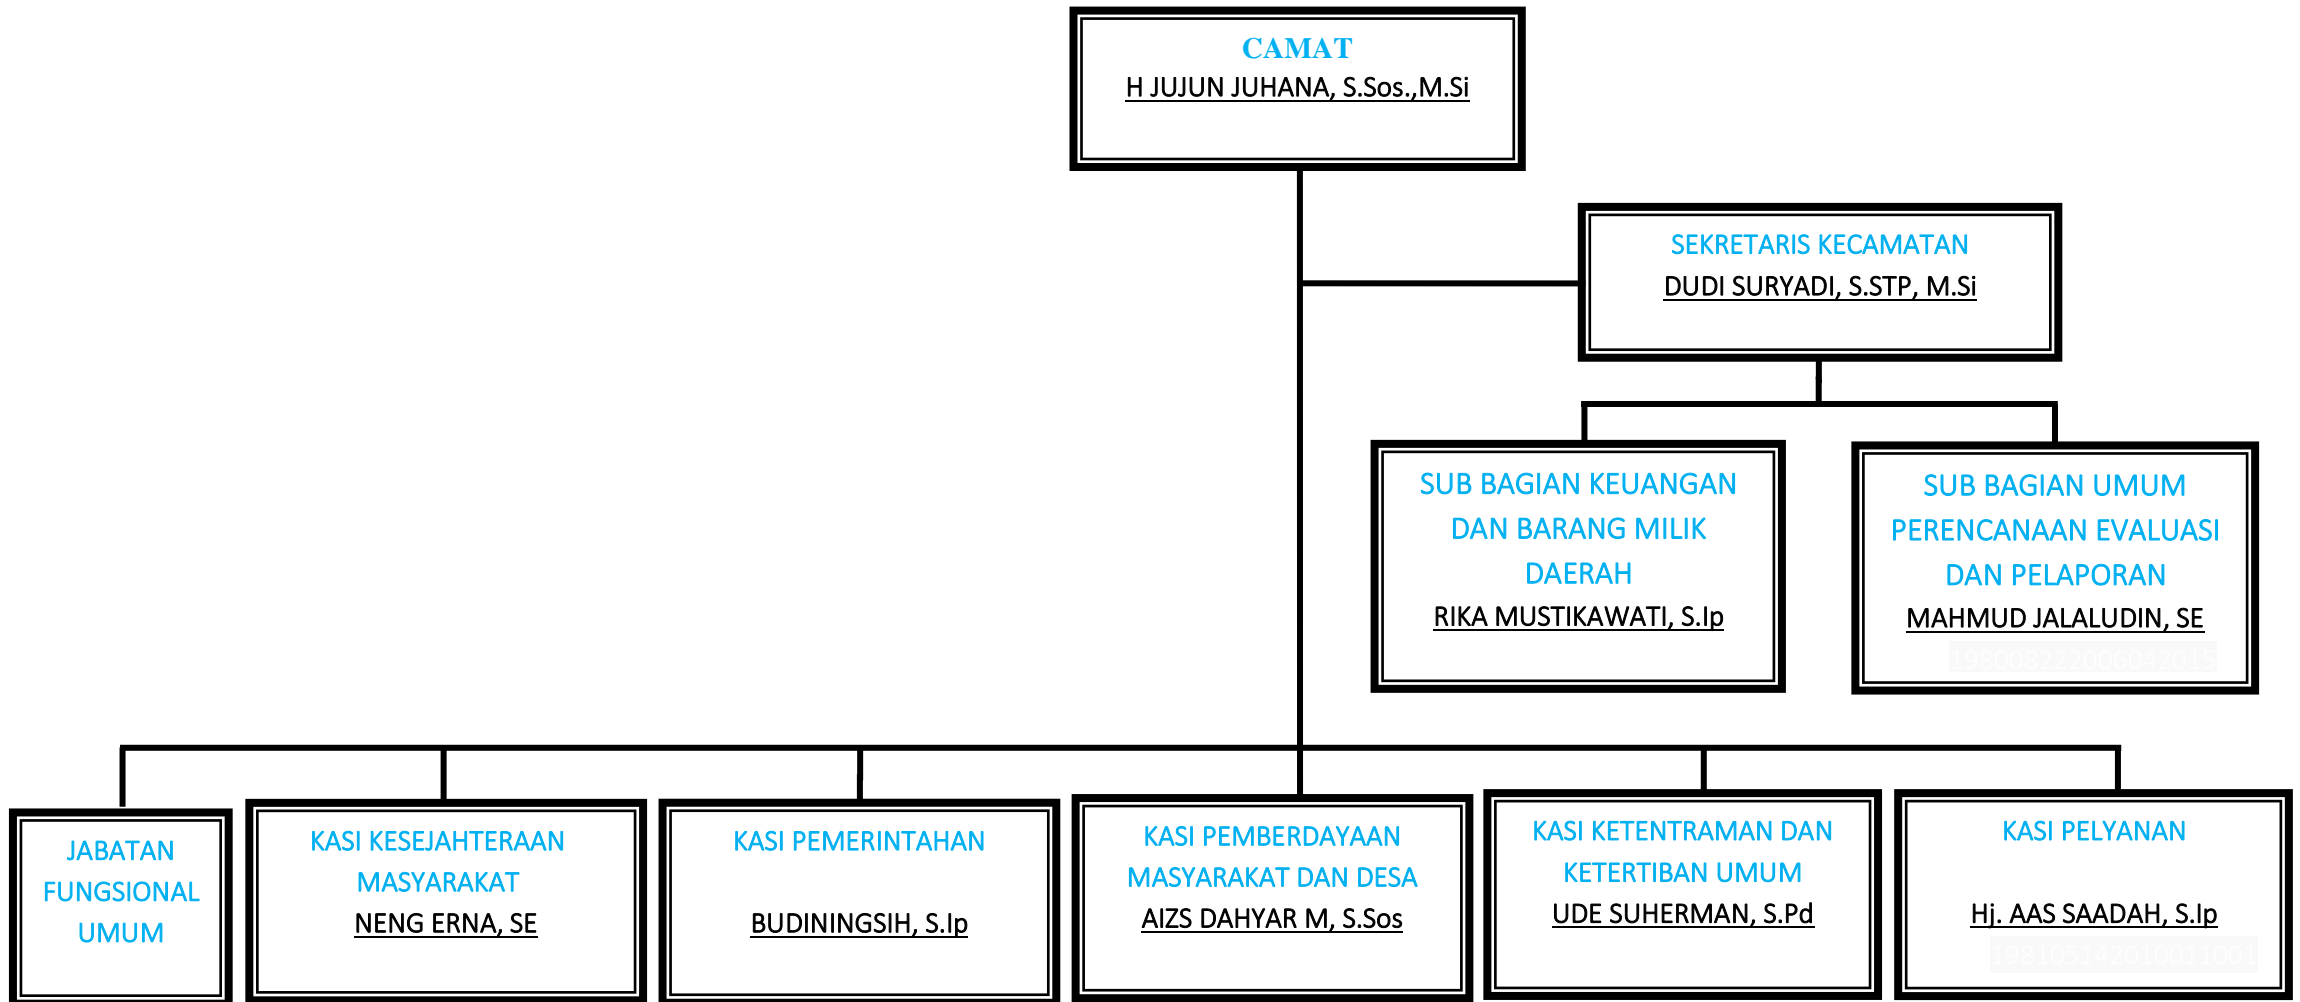 CAMAT
H JUJUN JUHANA, S.Sos.,M.Si
SEKRETARIS KECAMATAN
DUDI SURYADI, S.STP, M.Si
SUB BAGIAN KEUANGAN
DAN BARANG MILIK
DAERAH
RIKA MUSTIKAWATI, S.Ip
SUB BAGIAN UMUM
PERENCANAAN EVALUASI
DAN PELAPORAN
MAHMUD JALALUDIN, SE
198008222006042015
JABATAN
FUNGSIONAL
UMUM
KASI KESEJAHTERAAN
MASYARAKAT
NENG ERNA, SE
KASI PEMERINTAHAN
BUDININGSIH, S.Ip
KASI PEMBERDAYAAN
MASYARAKAT DAN DESA
AIZS DAHYAR M, S.Sos
KASI KETENTRAMAN DAN
KETERTIBAN UMUM
UDE SUHERMAN, S.Pd
KASI PELYANAN
Hj. AAS SAADAH, S.Ip
198105142010011001